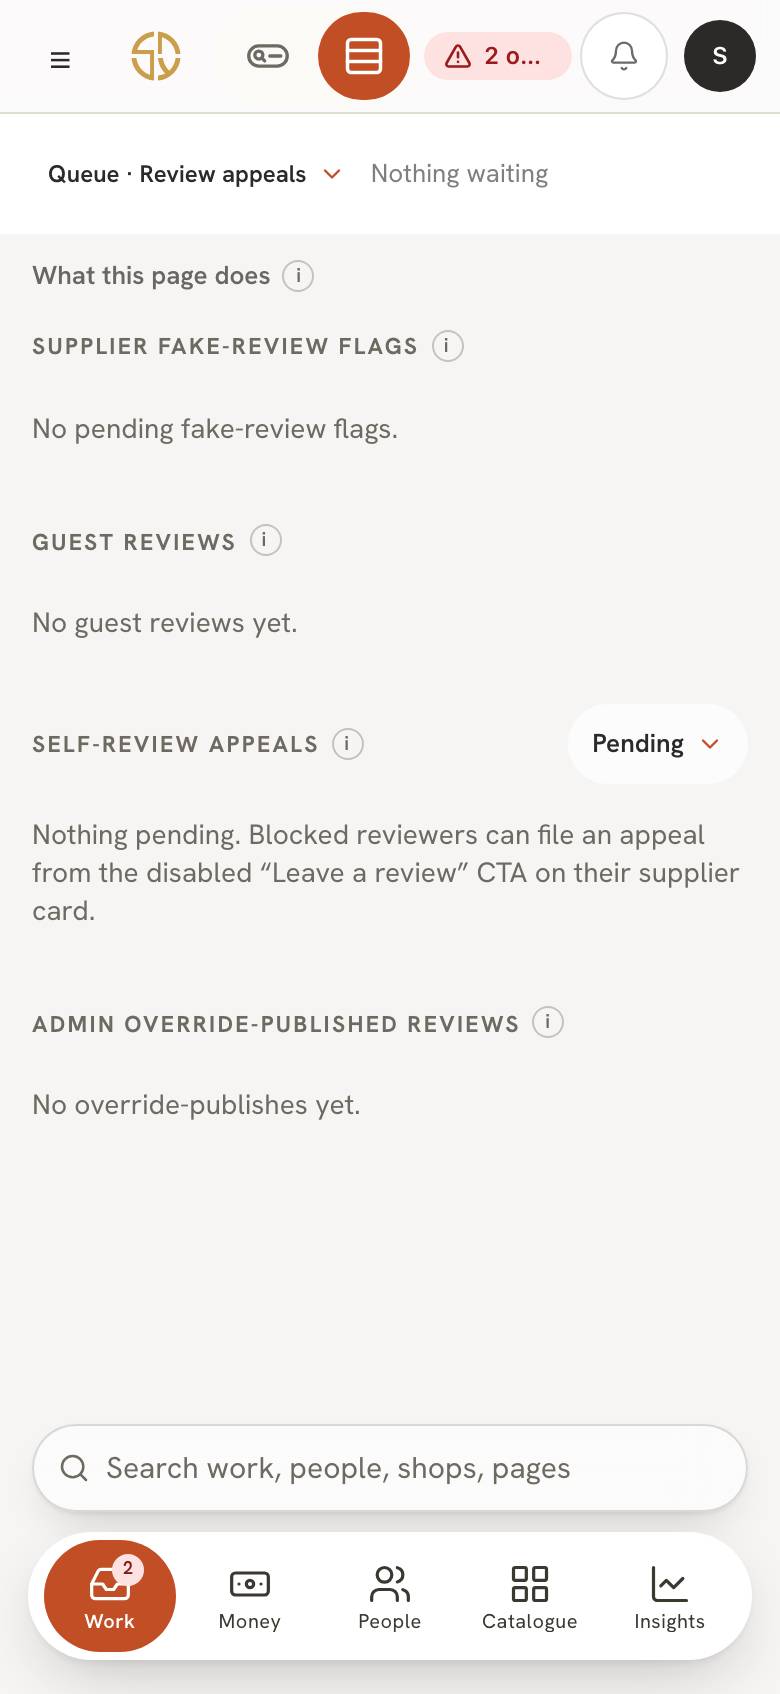 2 o...
S
Queue · Review appeals
Nothing waiting
What this page does i
SUPPLIER FAKE-REVIEW FLAGS i
No pending fake-review flags.
GUEST REVIEWS i
No guest reviews yet.
SELF-REVIEW APPEALS i
Pending
Nothing pending. Blocked reviewers can file an appeal
from the disabled “Leave a review” CTA on their supplier
card.
ADMIN OVERRIDE-PUBLISHED REVIEWS i
No override-publishes yet.
Search work, people, shops, pages
2
Work
Money
People
Catalogue
Insights